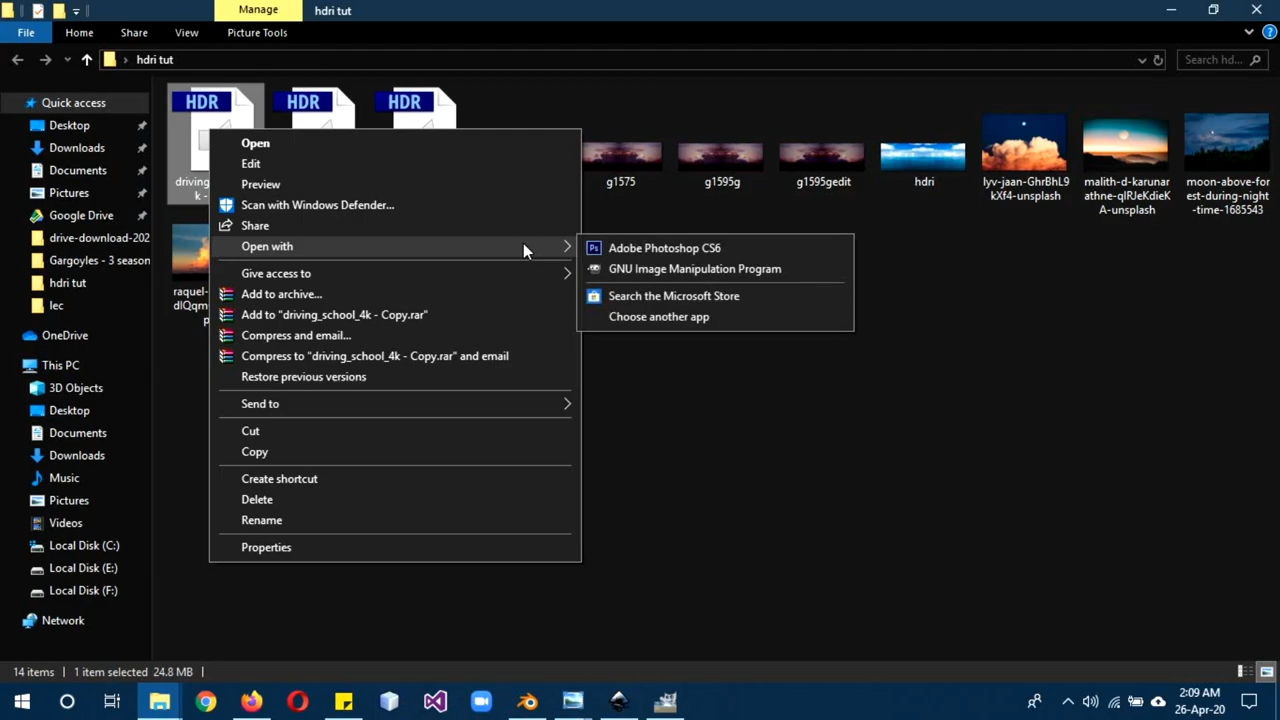 Manage
hdri tut
File
Home
Share
View
Picture Tools
hdri tut
Search hd...
Quick access
Desktop
Downloads
Documents
Pictures
Google Drive
drive-download-202
Gargoyles - 3 season
hdri tut
lec
OneDrive
This PC
3D Objects
Desktop
Documents
Downloads
Music
Pictures
Videos
Local Disk (C:)
Local Disk (E:)
Local Disk (F:)
Network
HDR
HDR
HDR
driving_
k -
raquel-
dlQqm
p
g1575
g1595g
g1595gedit
hdri
lyv-jaan-GhrBhL9
kXf4-unsplash
malith-d-karunar
athne-qIRJeKdieK
A-unsplash
moon-above-for
est-during-night
-time-1685543
Open
Edit
Preview
Scan with Windows Defender...
Share
Open with
Give access to
Add to archive...
Add to "driving_school_4k - Copy.rar"
Compress and email...
Compress to "driving_school_4k - Copy.rar" and email
Restore previous versions
Send to
Cut
Copy
Create shortcut
Delete
Rename
Properties
Ps
Adobe Photoshop CS6
GNU Image Manipulation Program
Search the Microsoft Store
Choose another app
14 items
1 item selected
24.8 MB
2:09 AM
26-Apr-20